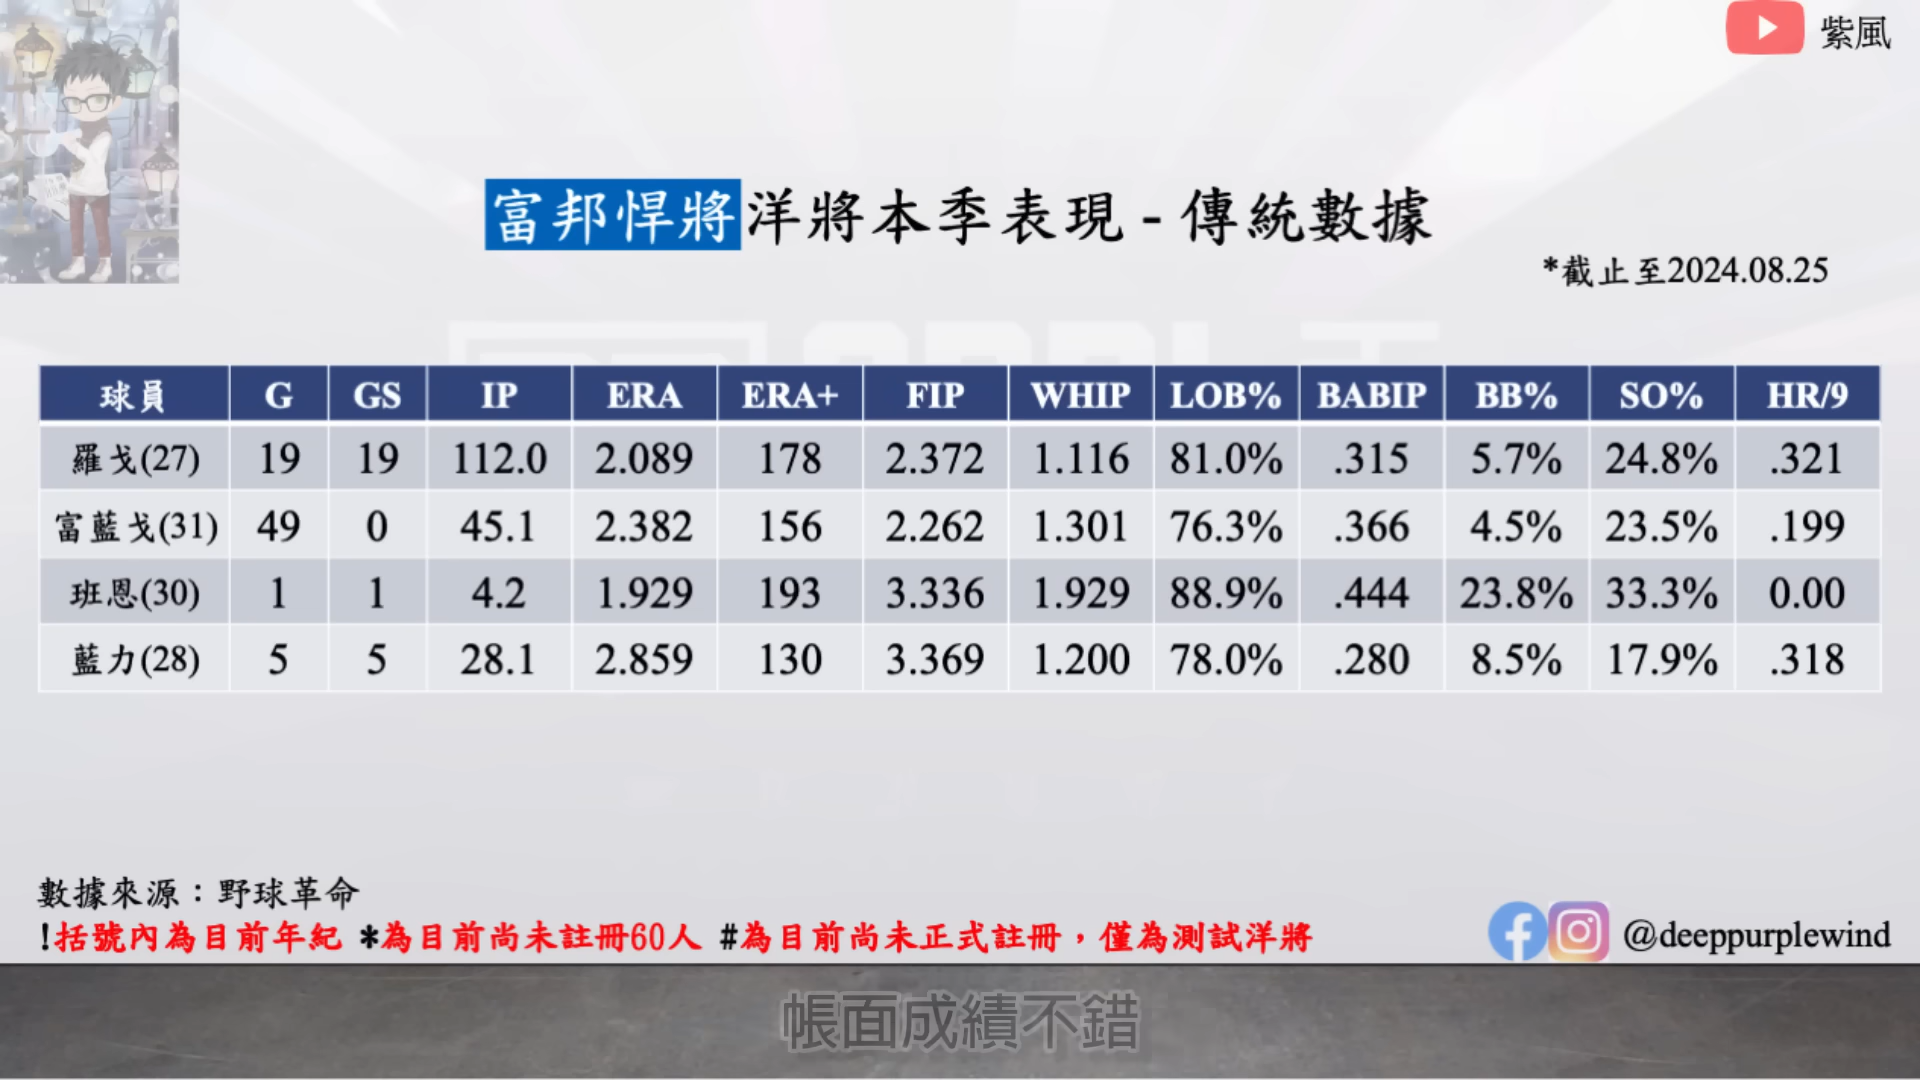 紫風
富邦悍將洋將本季表現 - 傳統數據
*截止至2024.08.25
球員 G GS IP ERA ERA+ FIP WHIP LOB% BABIP BB% SO% HR/9
羅戈(27) 19 19 112.0 2.089 178 2.372 1.116 81.0% .315 5.7% 24.8% .321
富藍戈(31) 49 0 45.1 2.382 156 2.262 1.301 76.3% .366 4.5% 23.5% .199
班恩(30) 1 1 4.2 1.929 193 3.336 1.929 88.9% .444 23.8% 33.3% 0.00
藍力(28) 5 5 28.1 2.859 130 3.369 1.200 78.0% .280 8.5% 17.9% .318
數據來源：野球革命
!括號內為目前年紀 *為目前尚未註冊60人 #為目前尚未正式註冊，僅為測試洋將
@deeppurplewind
帳面成績不錯